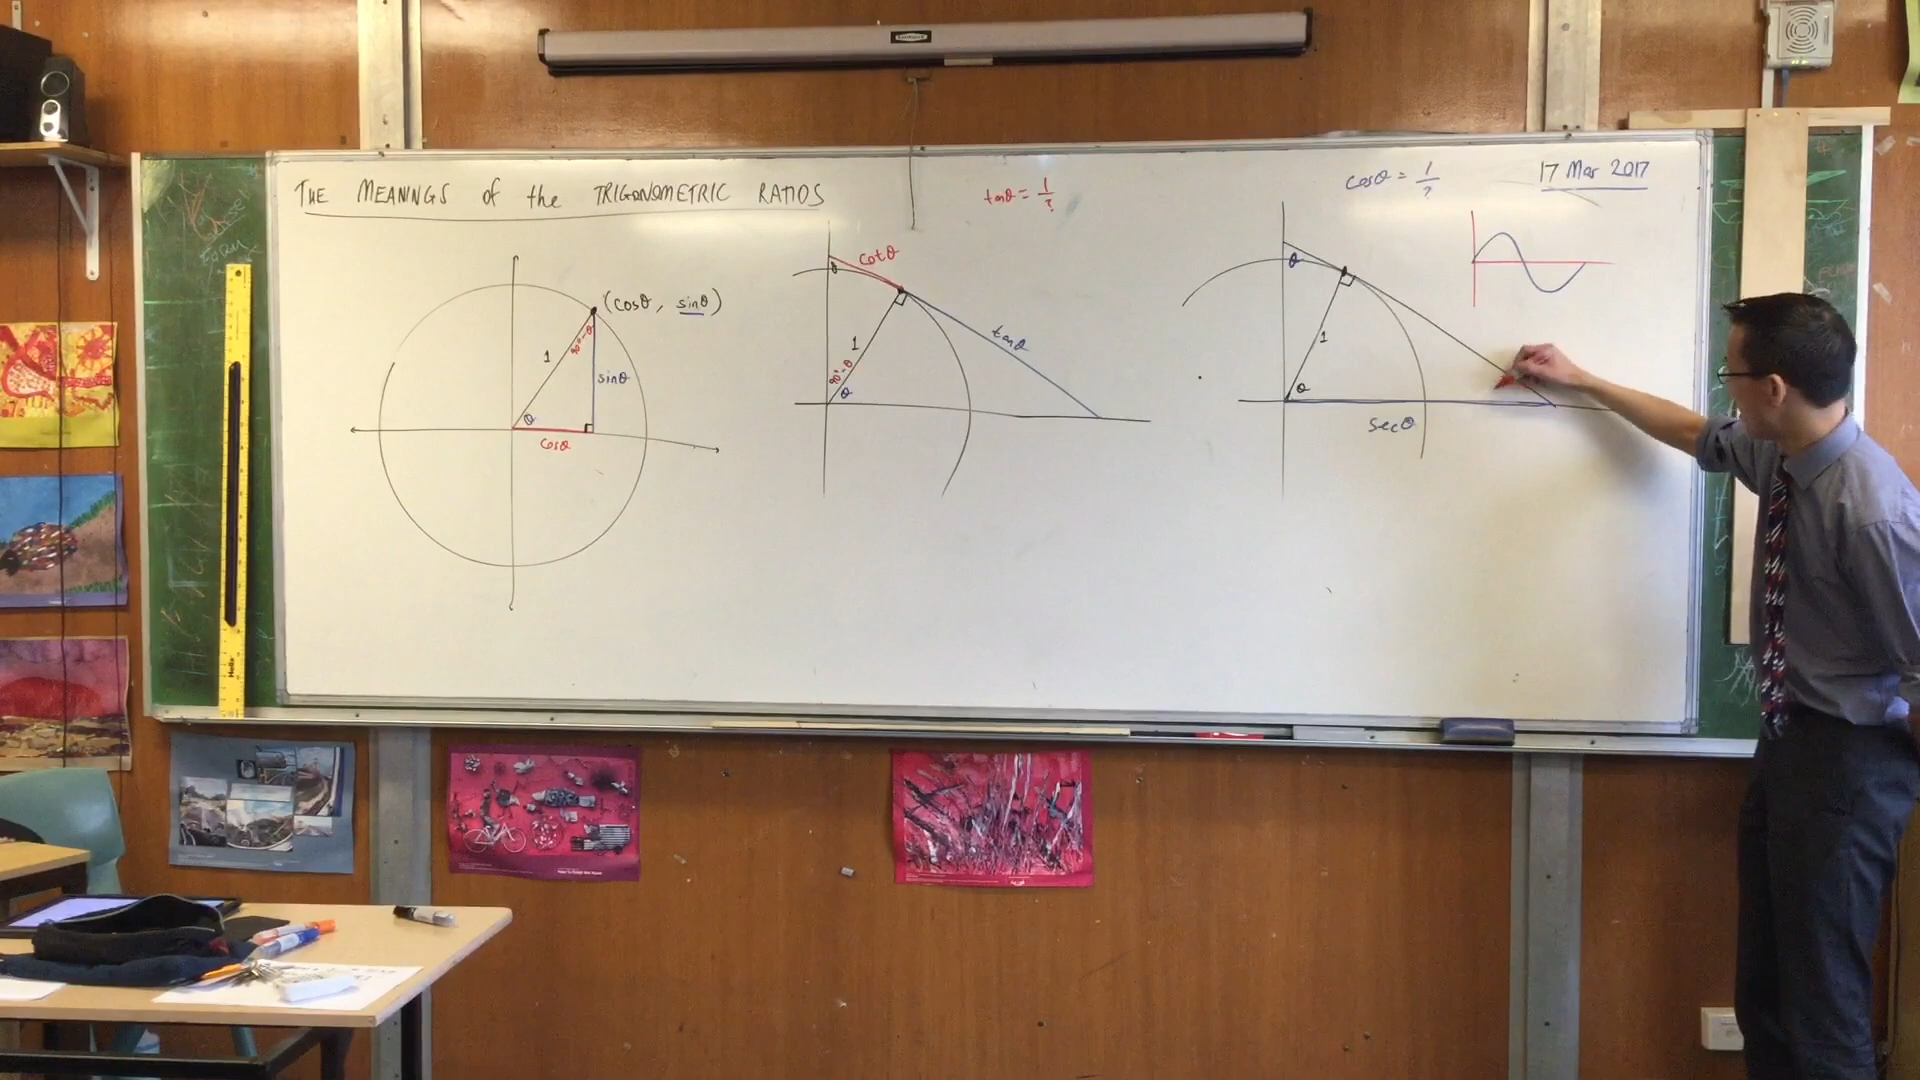 THE MEANINGS of the TRIGONOMETRIC RATIOS
tanθ = 1/?
cosθ = 1/?
17 Mar 2017
(cosθ, sinθ)
90°-θ
1
sinθ
θ
cosθ
cotθ
θ
1
tanθ
90°-θ
θ
θ
1
θ
secθ
Helix